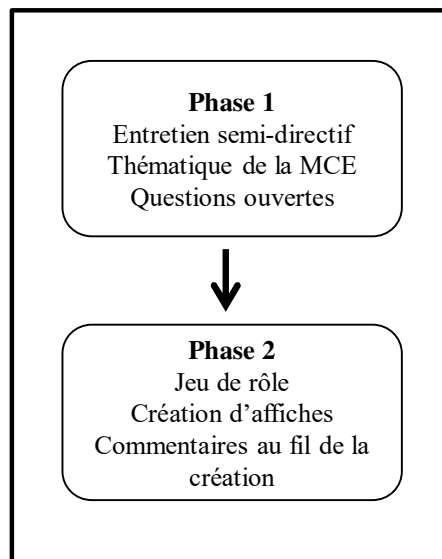 Phase 1
Entretien semi-directif
Thématique de la MCE
Questions ouvertes
Phase 2
Jeu de rôle
Création d’affiches
Commentaires au fil de la
création